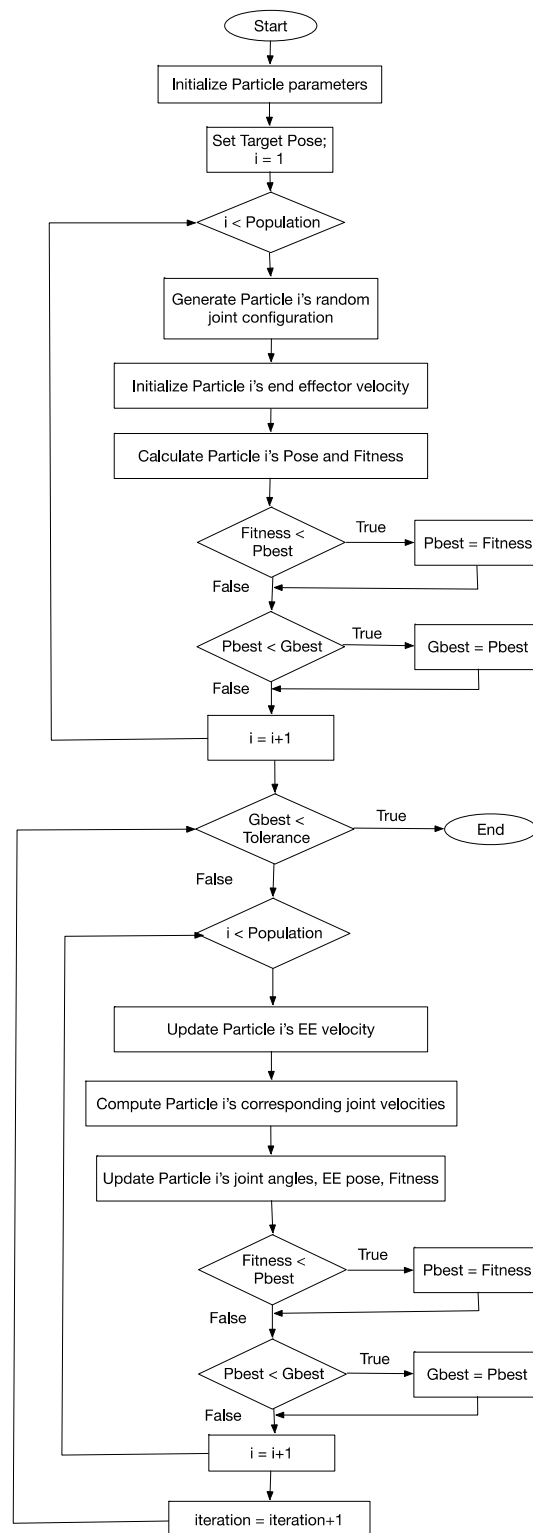 Start
Initialize Particle parameters
Set Target Pose;
i = 1
i < Population
Generate Particle i's random
joint configuration
Initialize Particle i's end effector velocity
Calculate Particle i's Pose and Fitness
Fitness <
Pbest
True
Pbest = Fitness
False
Pbest < Gbest
True
Gbest = Pbest
False
i = i+1
Gbest <
Tolerance
True
End
False
i < Population
Update Particle i's EE velocity
Compute Particle i's corresponding joint velocities
Update Particle i's joint angles, EE pose, Fitness
Fitness <
Pbest
True
Pbest = Fitness
False
Pbest < Gbest
True
Gbest = Pbest
False
i = i+1
iteration = iteration+1